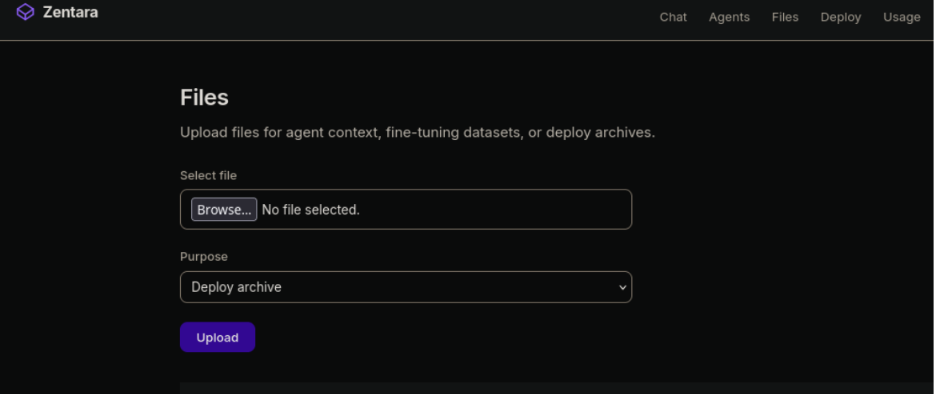 Zentara
Chat Agents Files Deploy Usage
Files
Upload files for agent context, fine-tuning datasets, or deploy archives.
Select file
Browse... No file selected.
Purpose
Deploy archive
Upload